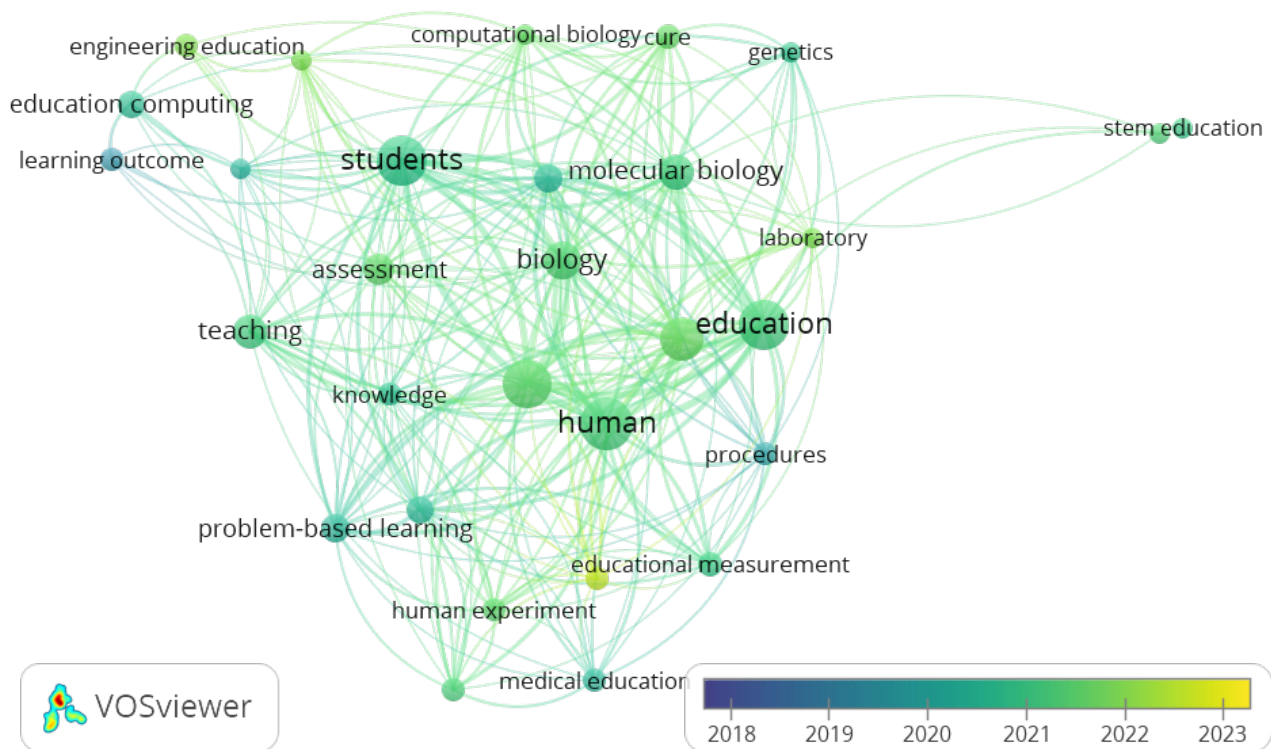 computational biology
cure
engineering education
genetics
education computing
stem education
learning outcome
students
molecular biology
laboratory
biology
assessment
education
teaching
knowledge
human
procedures
problem-based learning
educational measurement
human experiment
medical education
VOSviewer
2018 2019 2020 2021 2022 2023